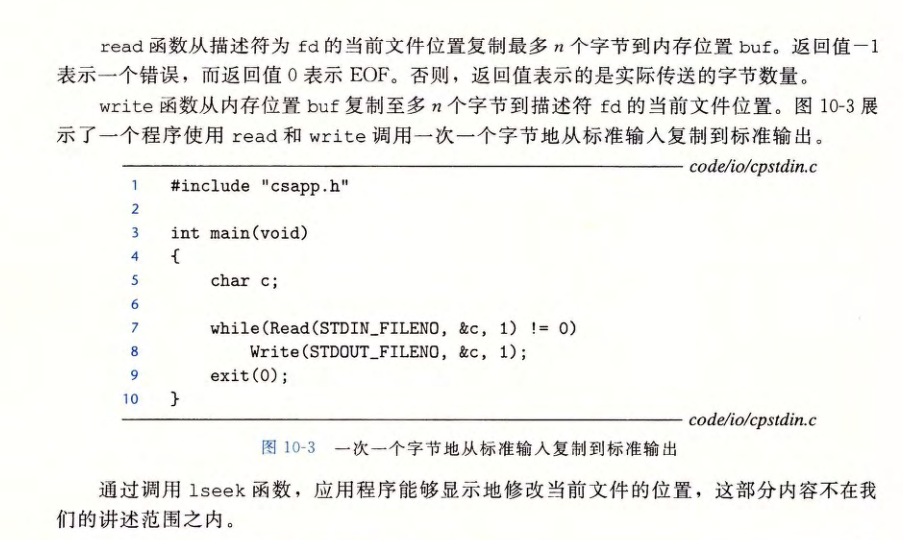 read 函数从描述符为 fd 的当前文件位置复制最多 n 个字节到内存位置 buf。返回值-1
表示一个错误，而返回值 0 表示 EOF。否则，返回值表示的是实际传送的字节数量。
write 函数从内存位置 buf 复制至多 n 个字节到描述符 fd 的当前文件位置。图 10-3 展
示了一个程序使用 read 和 write 调用一次一个字节地从标准输入复制到标准输出。
code/io/cpstdin.c
1 #include "csapp.h"
2
3 int main(void)
4 {
5     char c;
6
7     while(Read(STDIN_FILENO, &c, 1) != 0)
8         Write(STDOUT_FILENO, &c, 1);
9     exit(0);
10 }
code/io/cpstdin.c
图 10-3 一次一个字节地从标准输入复制到标准输出
通过调用 lseek 函数，应用程序能够显示地修改当前文件的位置，这部分内容不在我
们的讲述范围之内。